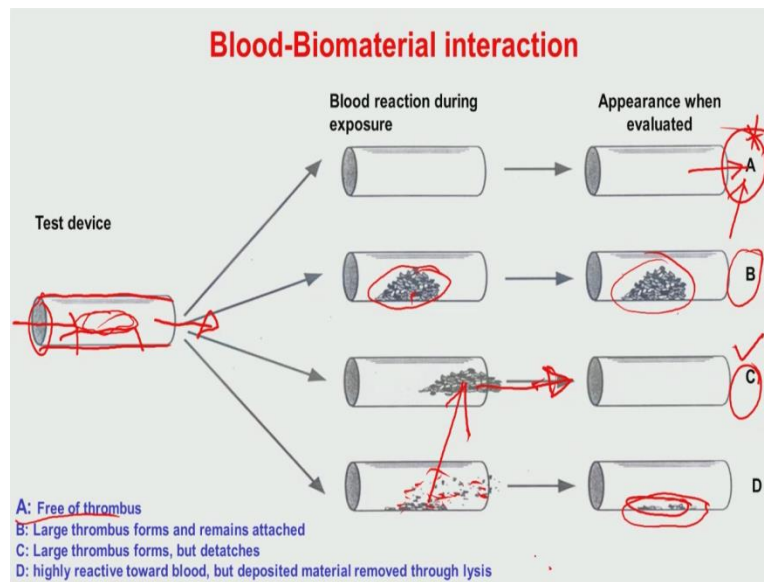 Blood-Biomaterial interaction
Blood reaction during
exposure
Appearance when
evaluated
Test device
A
B
C
D
A: Free of thrombus
B: Large thrombus forms and remains attached
C: Large thrombus forms, but detatches
D: highly reactive toward blood, but deposited material removed through lysis